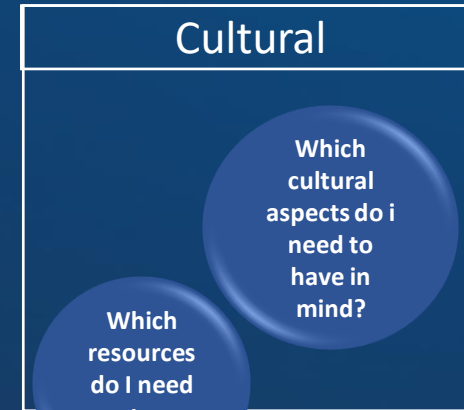 Cultural
Which
cultural
aspects do i
need to
have in
mind?
Which
resources
do I need